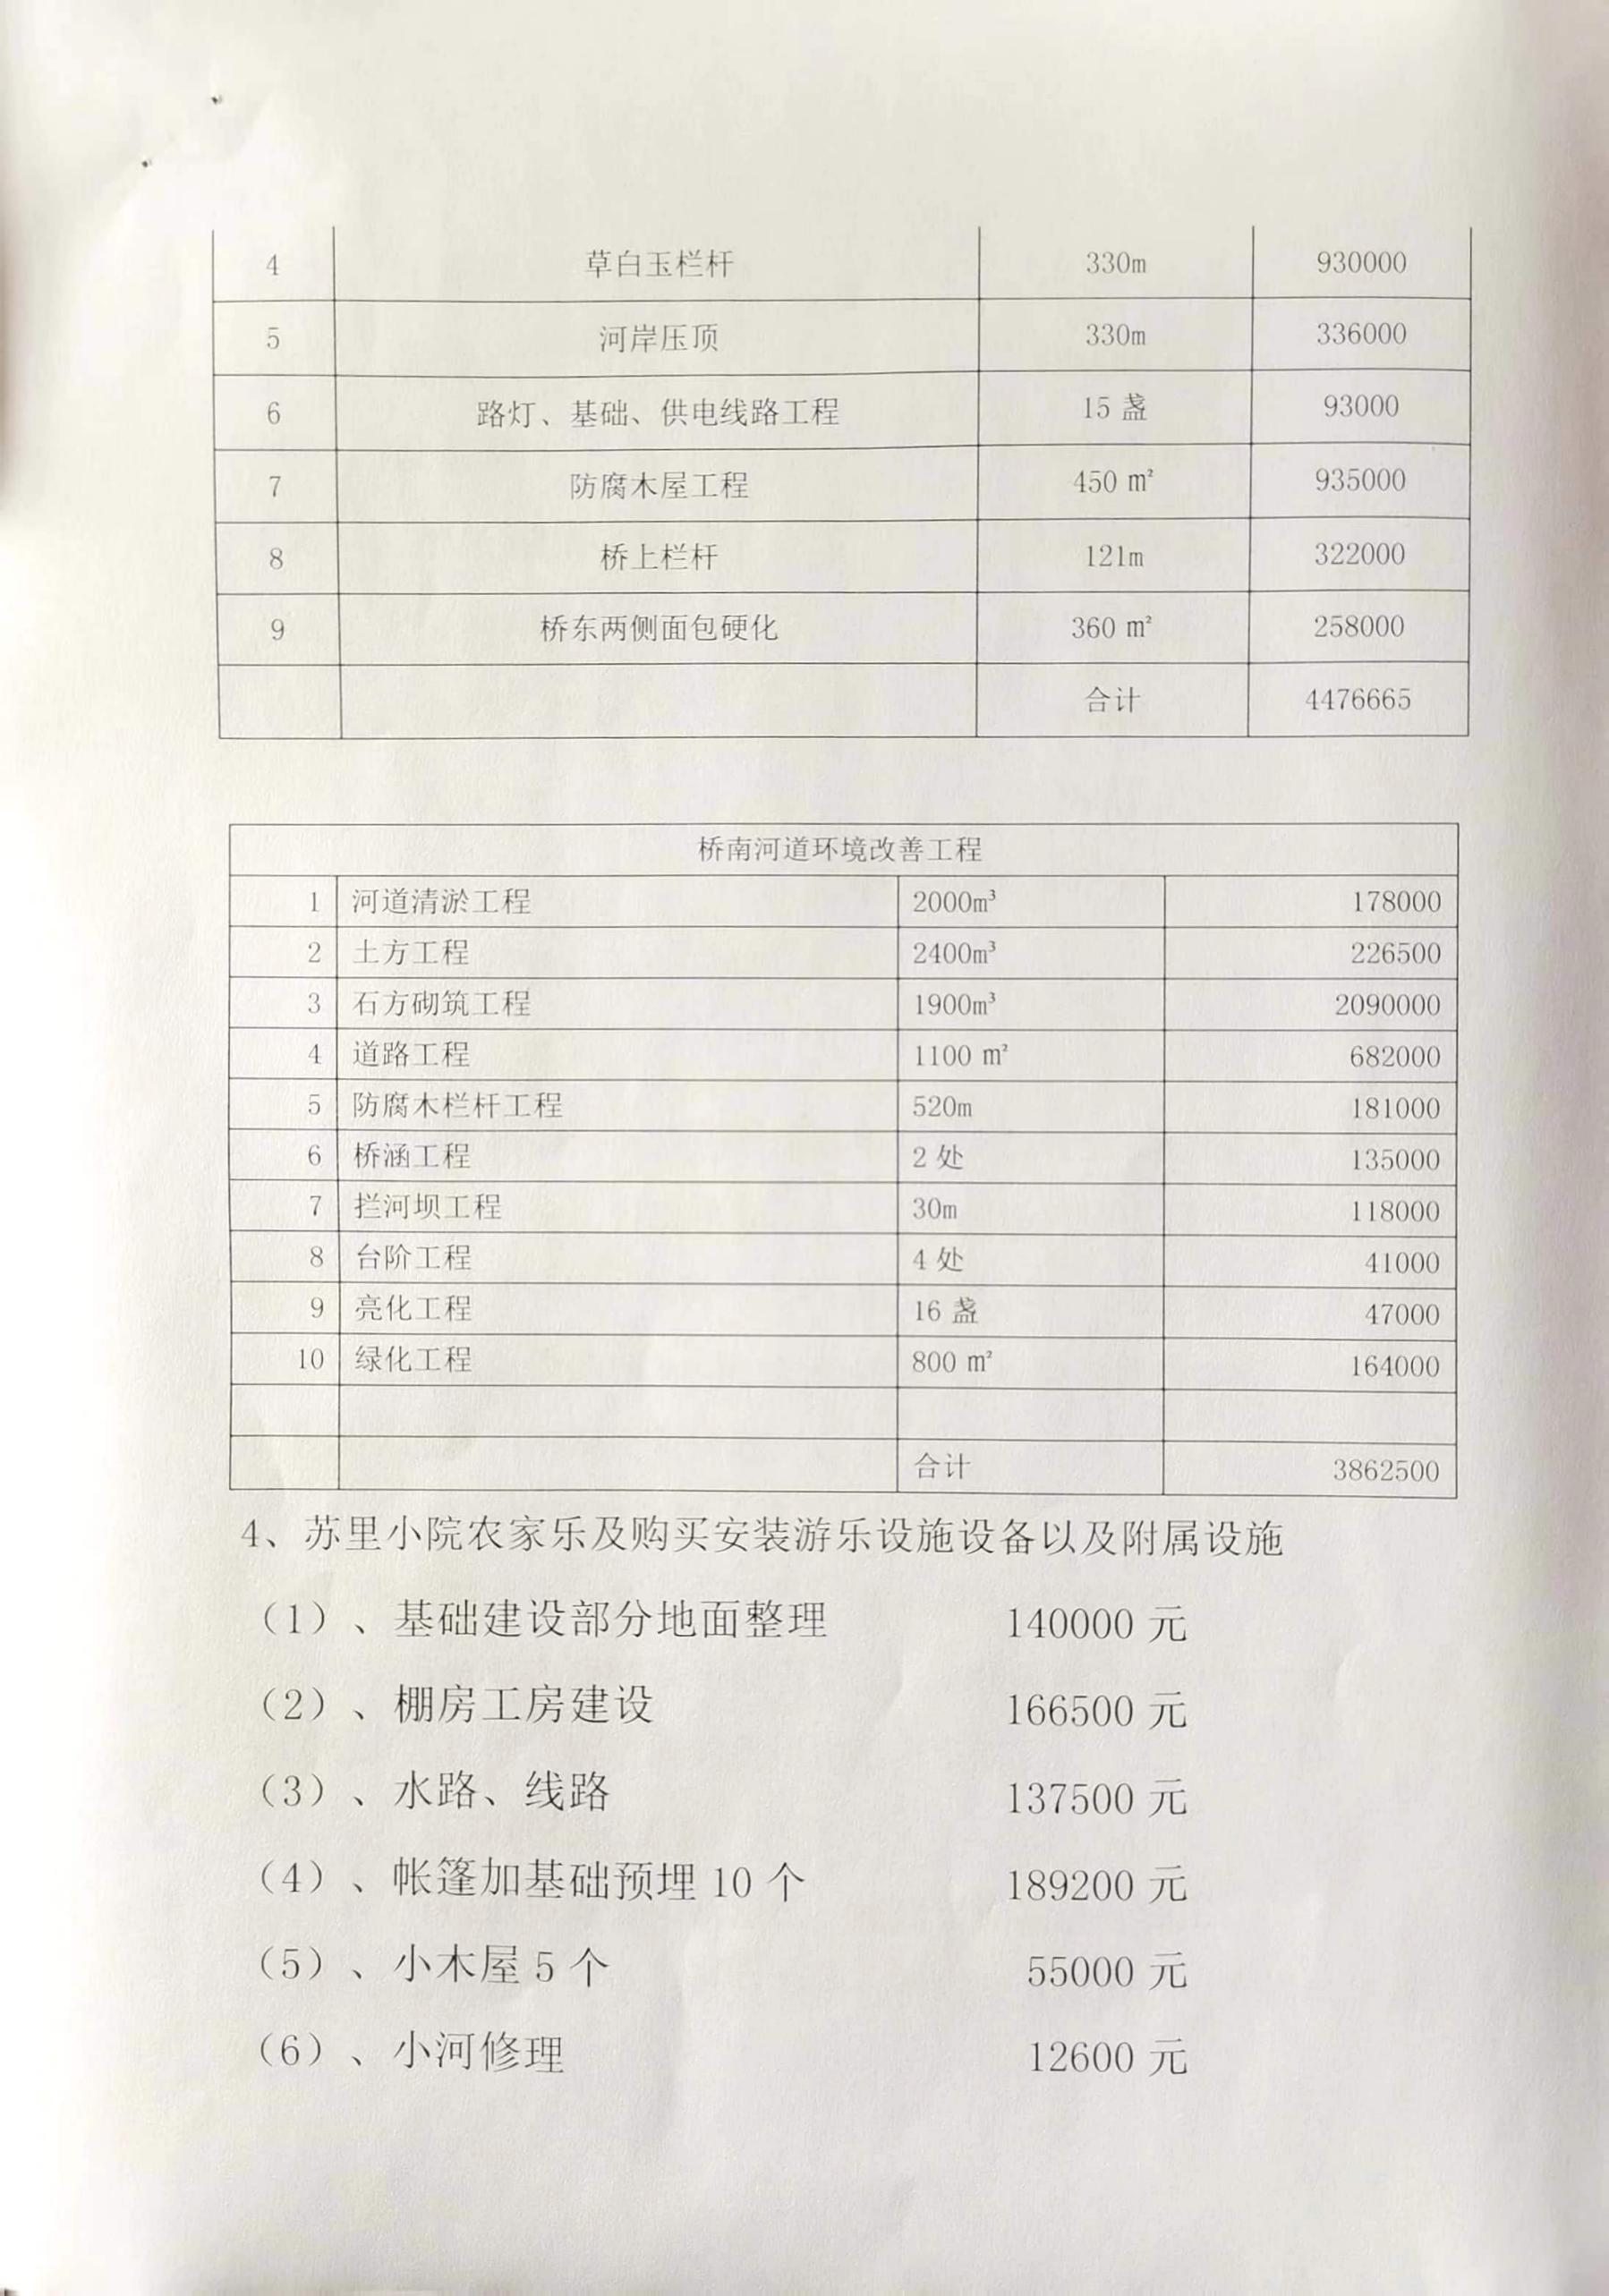 4 草白玉栏杆 330m 930000
5 河岸压顶 330m 336000
6 路灯、基础、供电线路工程 15 盏 93000
7 防腐木屋工程 450 m² 935000
8 桥上栏杆 121m 322000
9 桥东两侧面包硬化 360 m² 258000
合计 4476665
桥南河道环境改善工程
1 河道清淤工程 2000m³ 178000
2 土方工程 2400m³ 226500
3 石方砌筑工程 1900m³ 2090000
4 道路工程 1100 m² 682000
5 防腐木栏杆工程 520m 181000
6 桥涵工程 2 处 135000
7 拦河坝工程 30m 118000
8 台阶工程 4 处 41000
9 亮化工程 16 盏 47000
10 绿化工程 800 m² 164000
合计 3862500
4、苏里小院农家乐及购买安装游乐设施设备以及附属设施
（1）、基础建设部分地面整理 140000 元
（2）、棚房工房建设 166500 元
（3）、水路、线路 137500 元
（4）、帐篷加基础预埋 10 个 189200 元
（5）、小木屋 5 个 55000 元
（6）、小河修理 12600 元